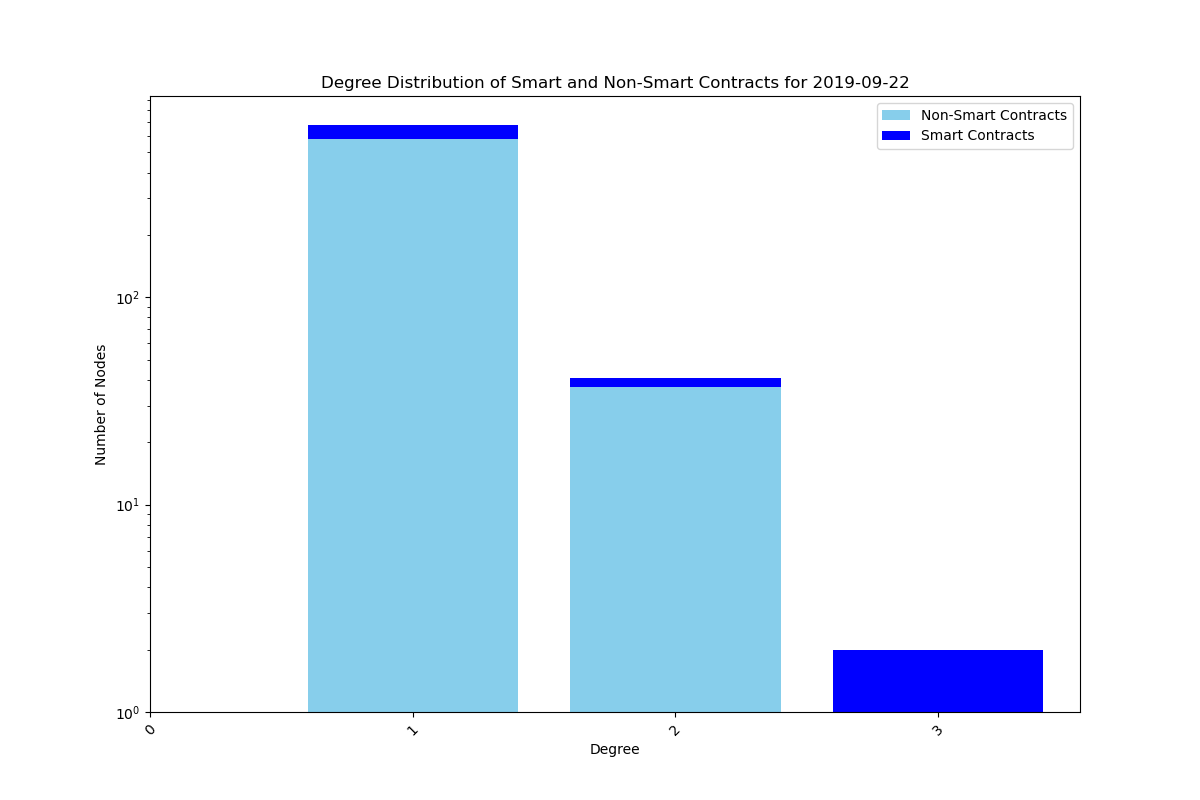 Degree Distribution of Smart and Non-Smart Contracts for 2019-09-22
Non-Smart Contracts
Smart Contracts
Number of Nodes
10²
10¹
10⁰
0
1
2
3
Degree